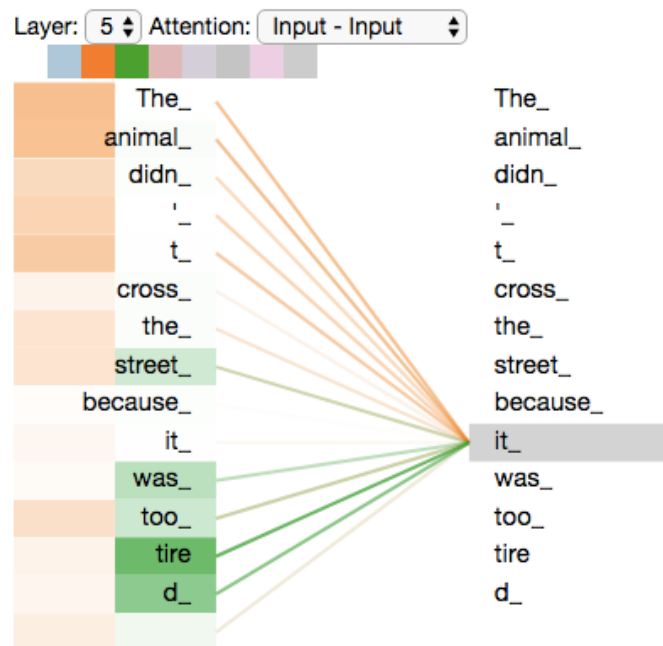 Layer: 5 Attention: Input - Input
The_ The_
animal_ animal_
didn_ didn_
'_ '_
t_ t_
cross_ cross_
the_ the_
street_ street_
because_ because_
it_ it_
was_ was_
too_ too_
tire tire
d_ d_